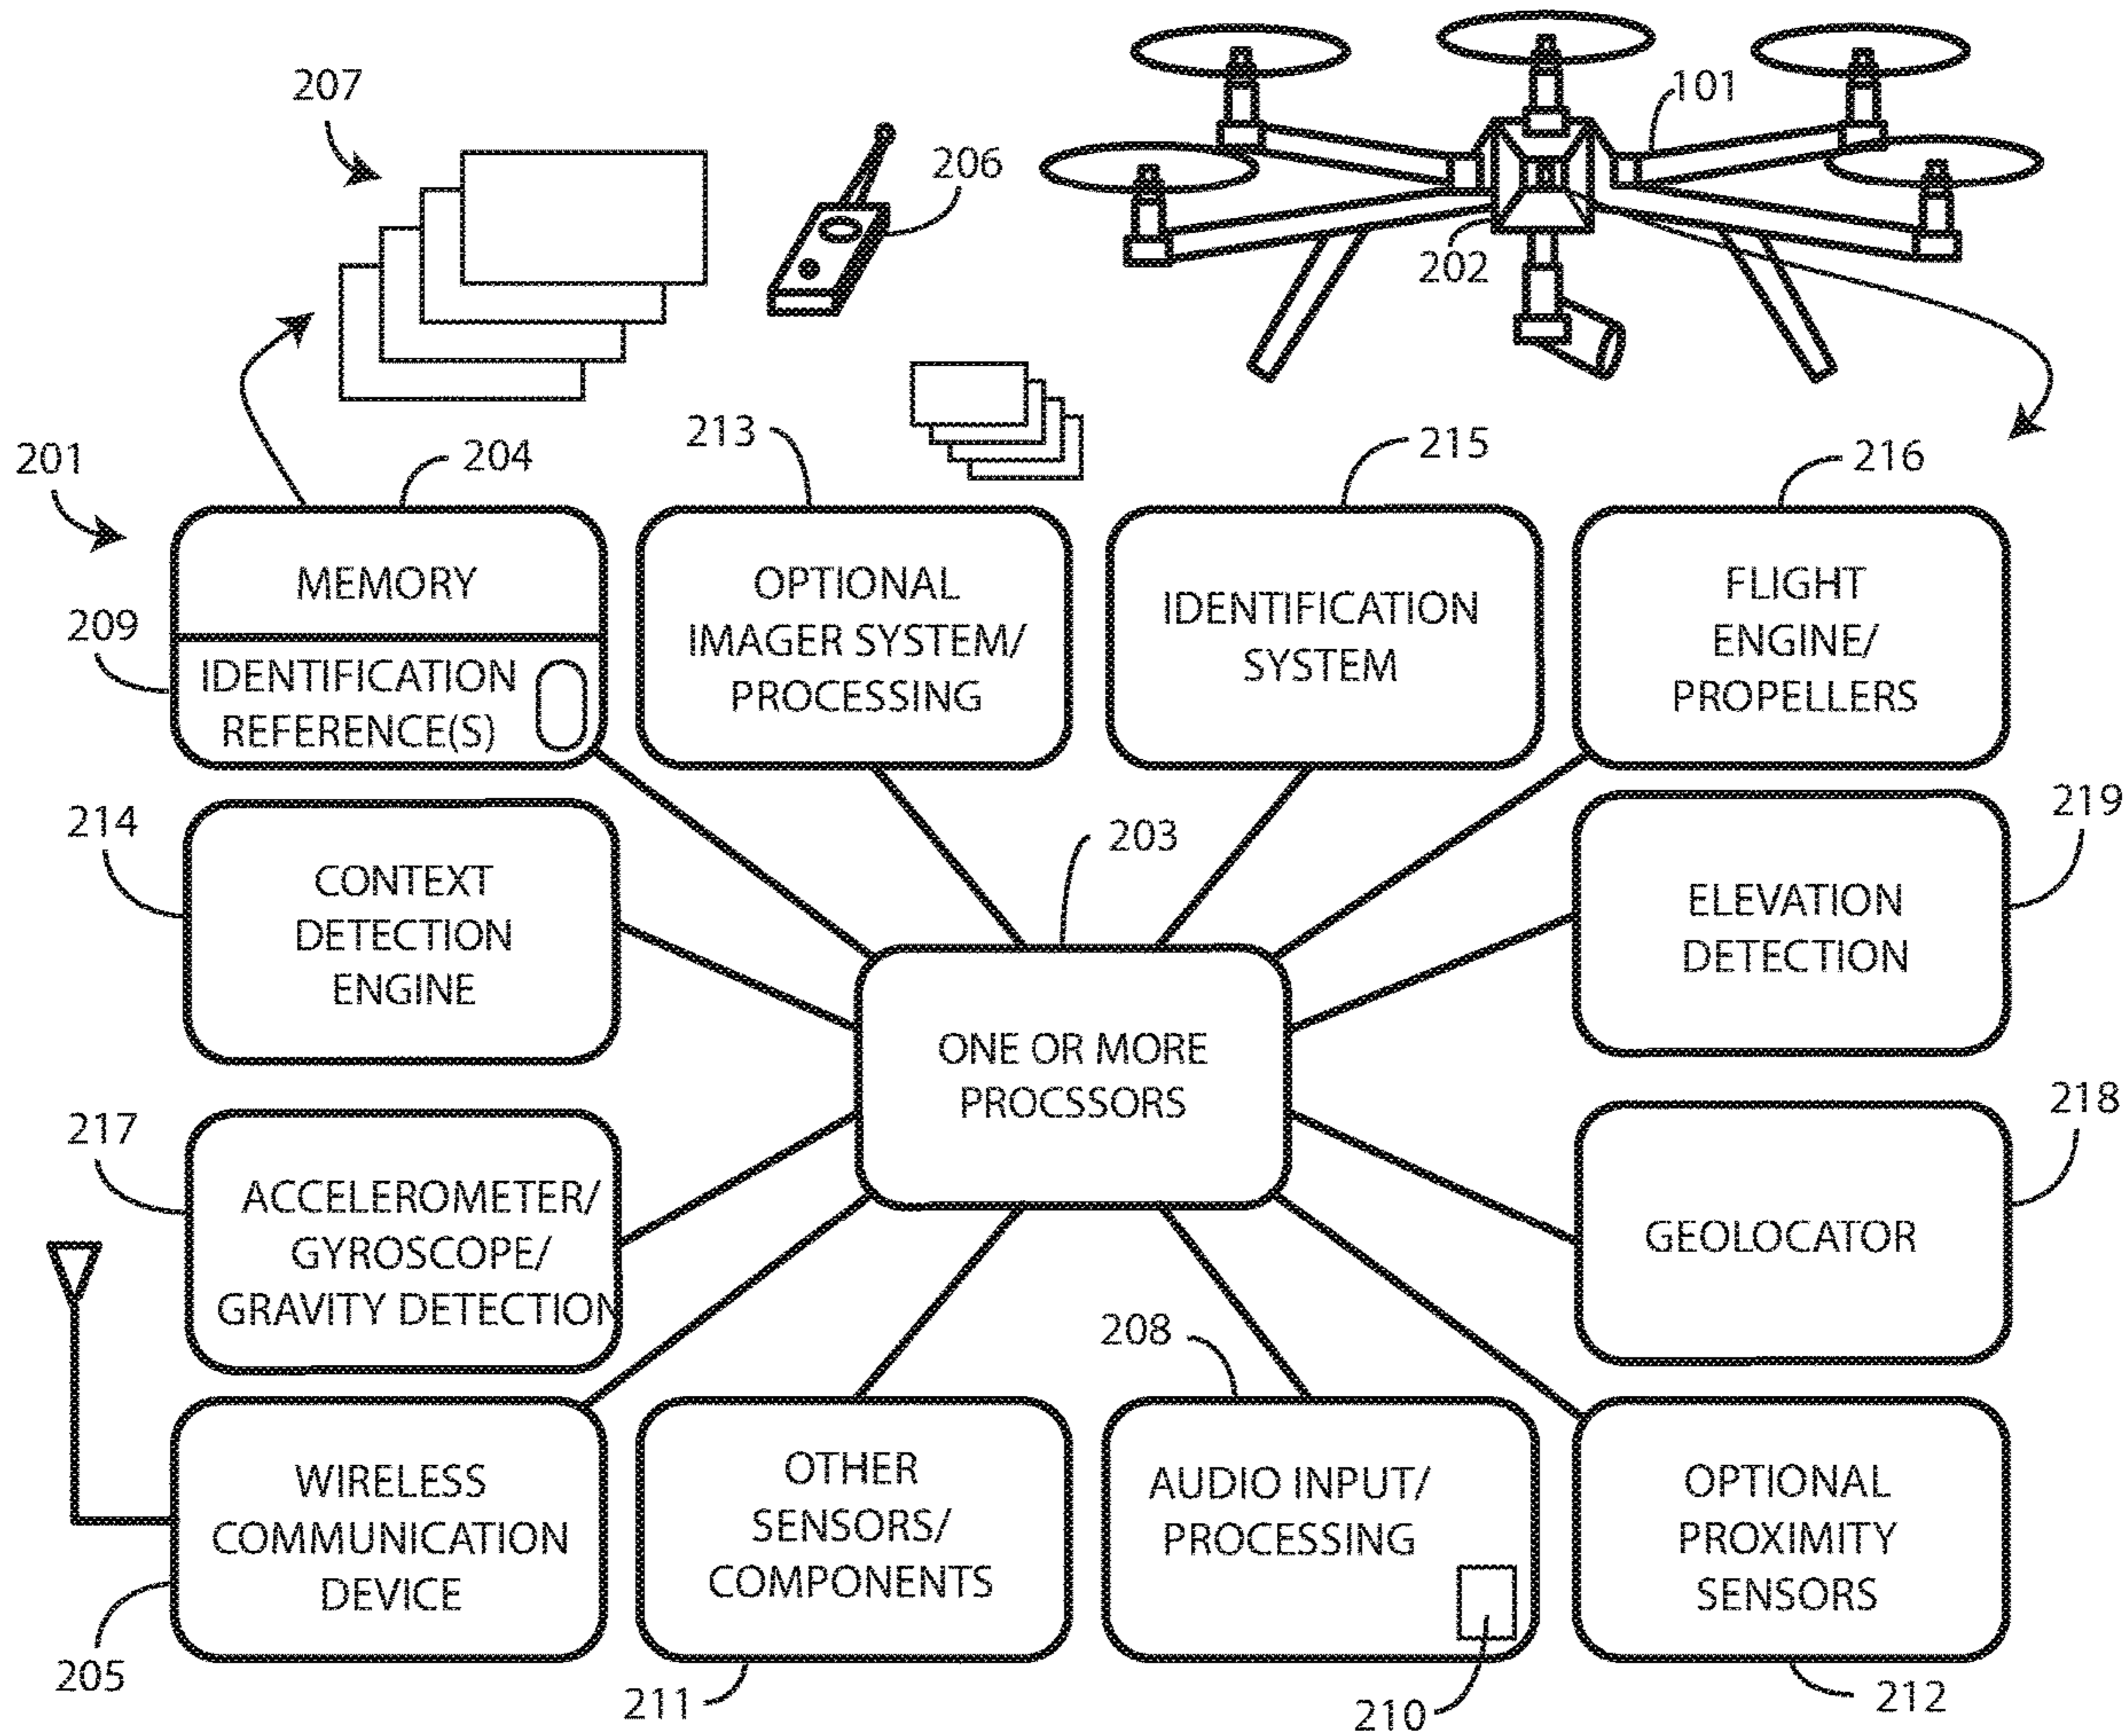 207
206
101
202
213
215
216
204
201
MEMORY
209
IDENTIFICATION
REFERENCE(S)
OPTIONAL
IMAGER SYSTEM/
PROCESSING
IDENTIFICATION
SYSTEM
FLIGHT
ENGINE/
PROPELLERS
214
CONTEXT
DETECTION
ENGINE
203
ONE OR MORE
PROCSSORS
219
ELEVATION
DETECTION
217
ACCELEROMETER/
GYROSCOPE/
GRAVITY DETECTION
218
GEOLOCATOR
208
WIRELESS
COMMUNICATION
DEVICE
205
OTHER
SENSORS/
COMPONENTS
211
AUDIO INPUT/
PROCESSING
210
OPTIONAL
PROXIMITY
SENSORS
212